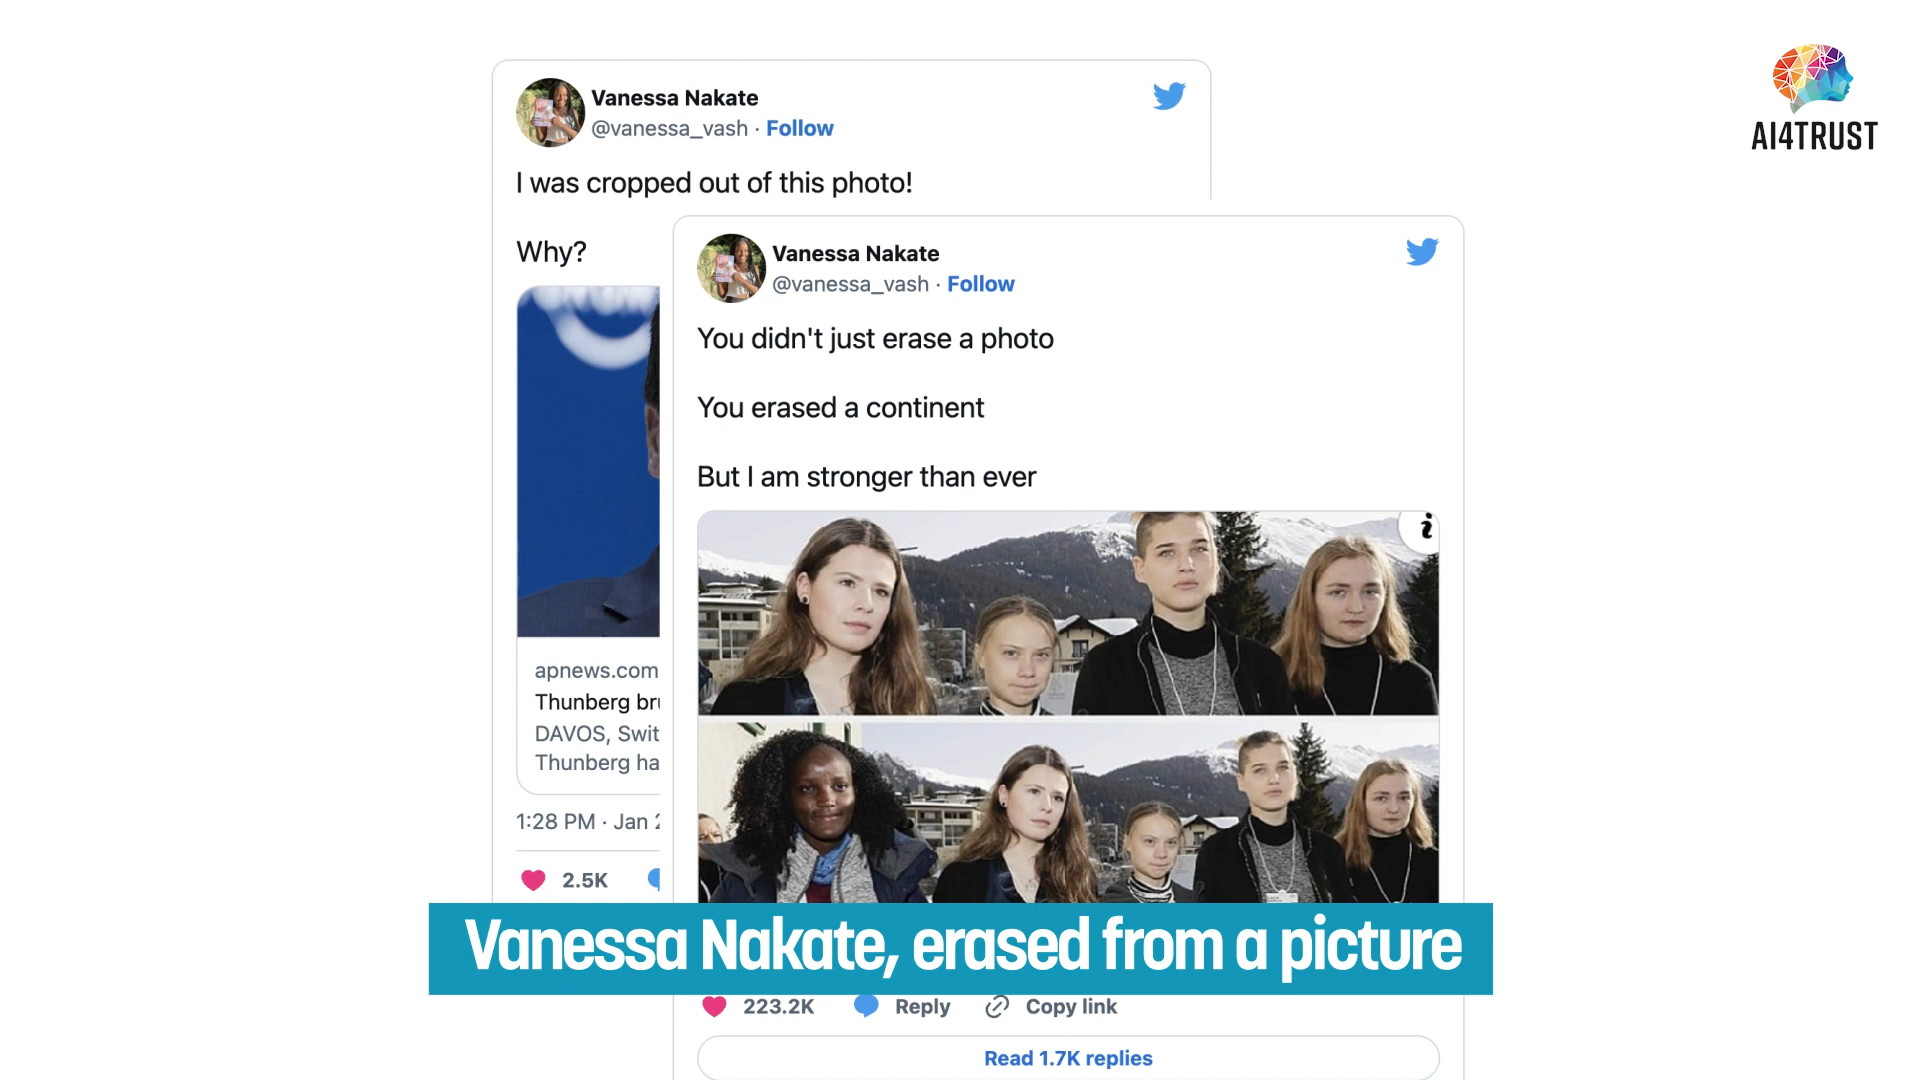 Vanessa Nakate
@vanessa_vash · Follow
I was cropped out of this photo!
Why?
apnews.com
Thunberg
DAVOS,
Thunberg
1:28 PM · Jan
2.5K
Vanessa Nakate
@vanessa_vash · Follow
You didn't just erase a photo
You erased a continent
But I am stronger than ever
i
Vanessa Nakate, erased from a picture
223.2K Reply Copy link
Read 1.7K replies
AI4TRUST